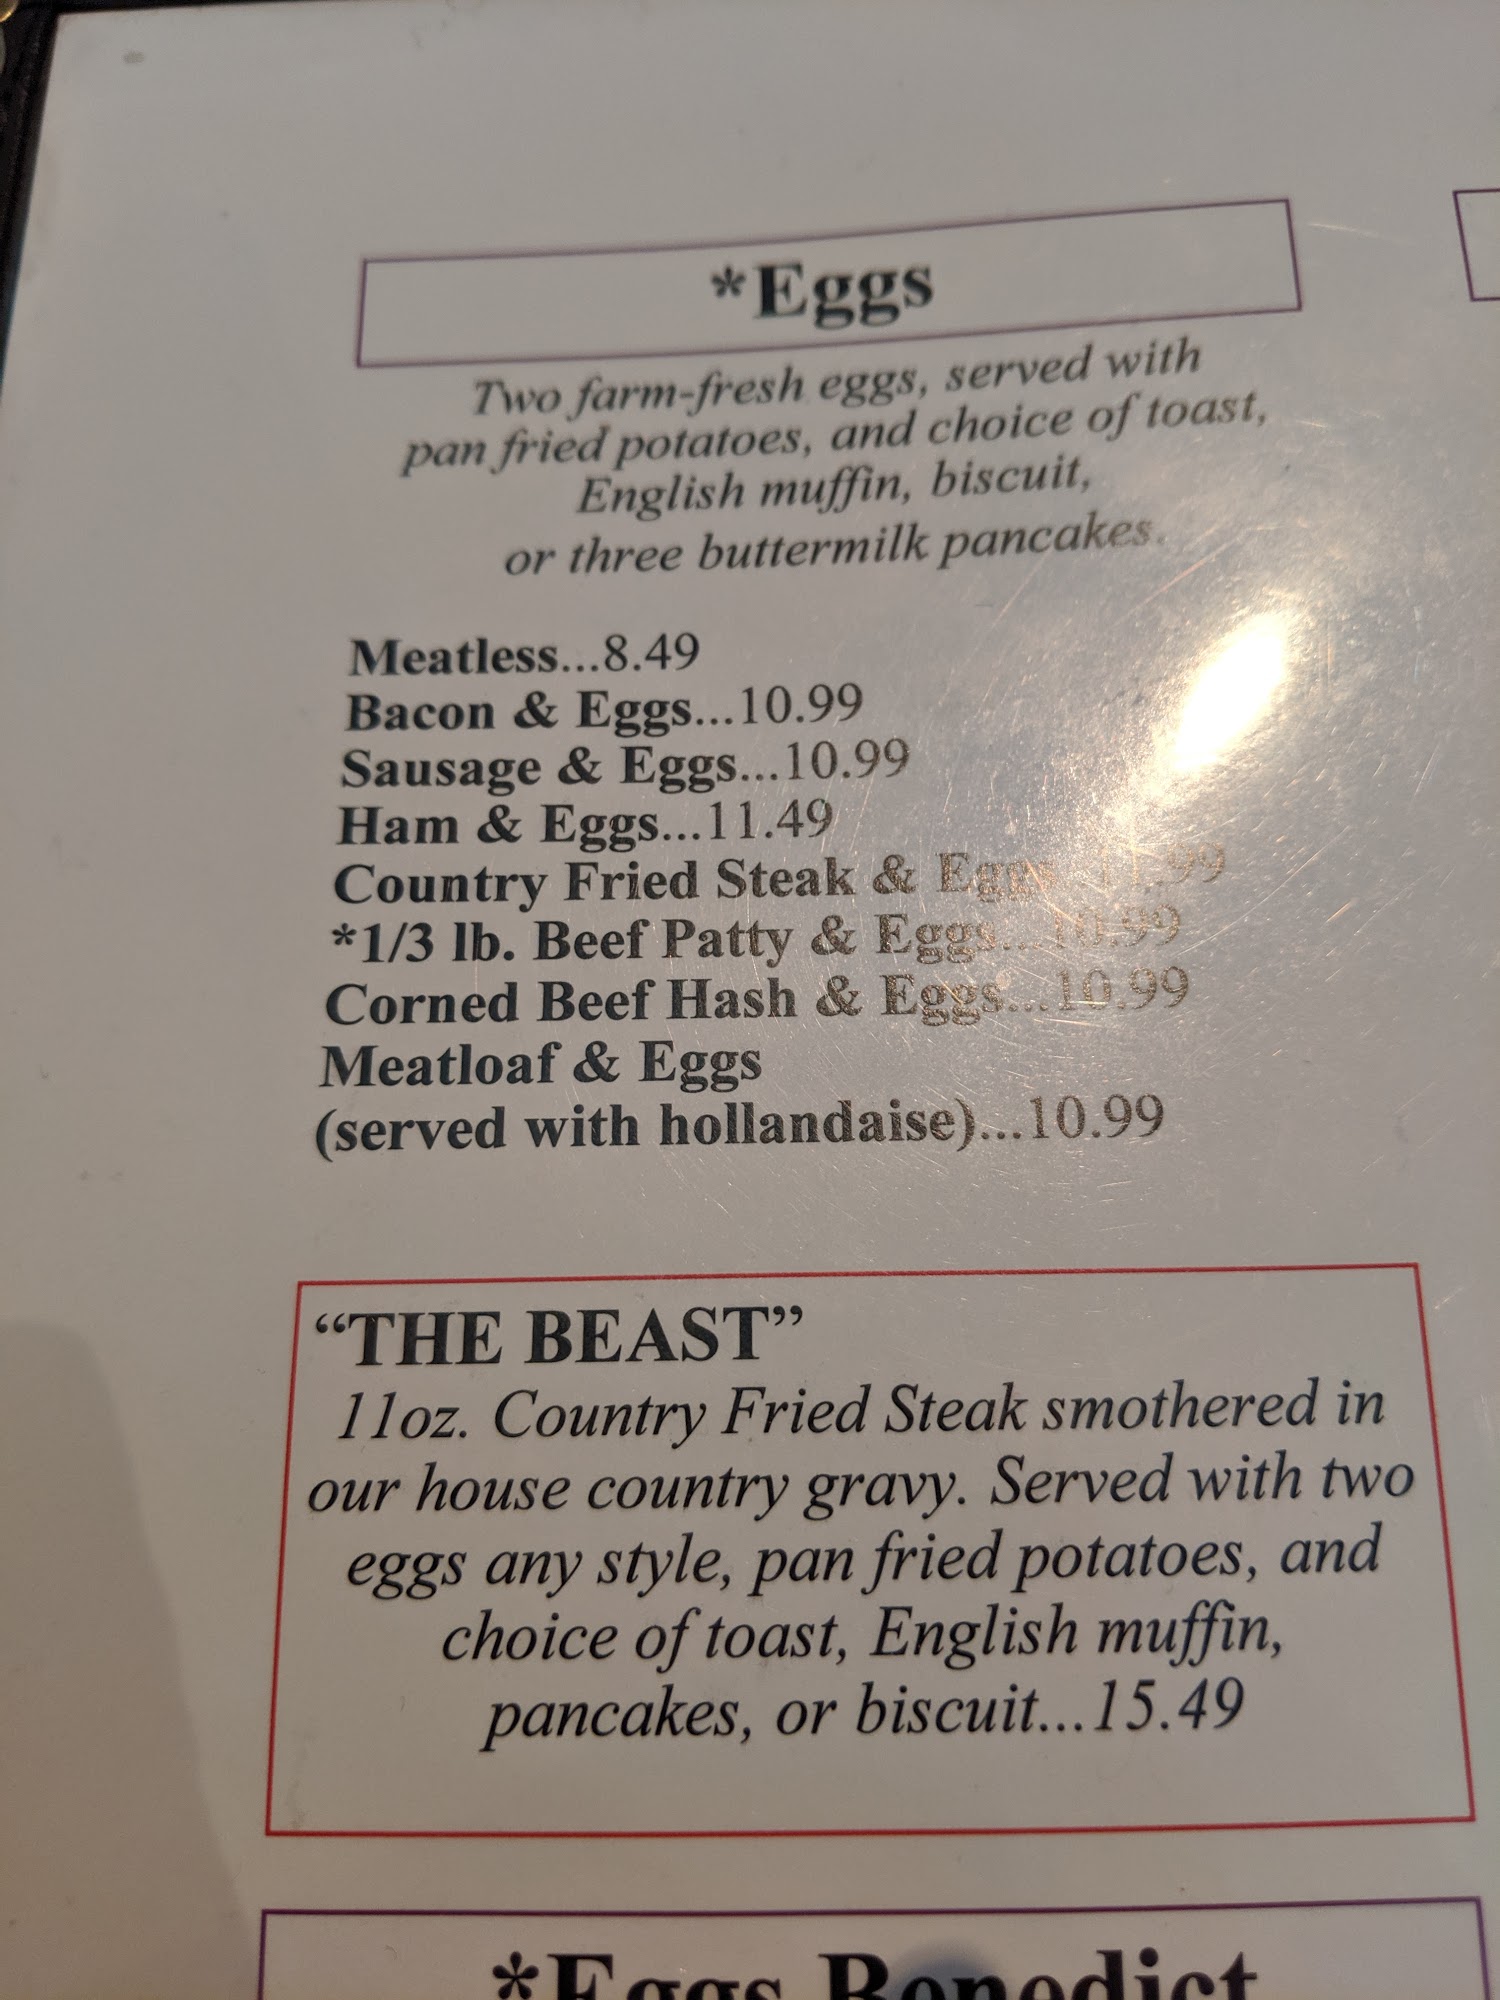 *Eggs
Two farm-fresh eggs, served with
pan fried potatoes, and choice of toast,
English muffin, biscuit,
or three buttermilk pancakes.
Meatless...8.49
Bacon & Eggs...10.99
Sausage & Eggs...10.99
Ham & Eggs...11.49
Country Fried Steak & Eggs...11.99
*1/3 lb. Beef Patty & Eggs...10.99
Corned Beef Hash & Eggs...10.99
Meatloaf & Eggs
(served with hollandaise)...10.99
“THE BEAST”
11oz. Country Fried Steak smothered in
our house country gravy. Served with two
eggs any style, pan fried potatoes, and
choice of toast, English muffin,
pancakes, or biscuit...15.49
*Eggs Benedict